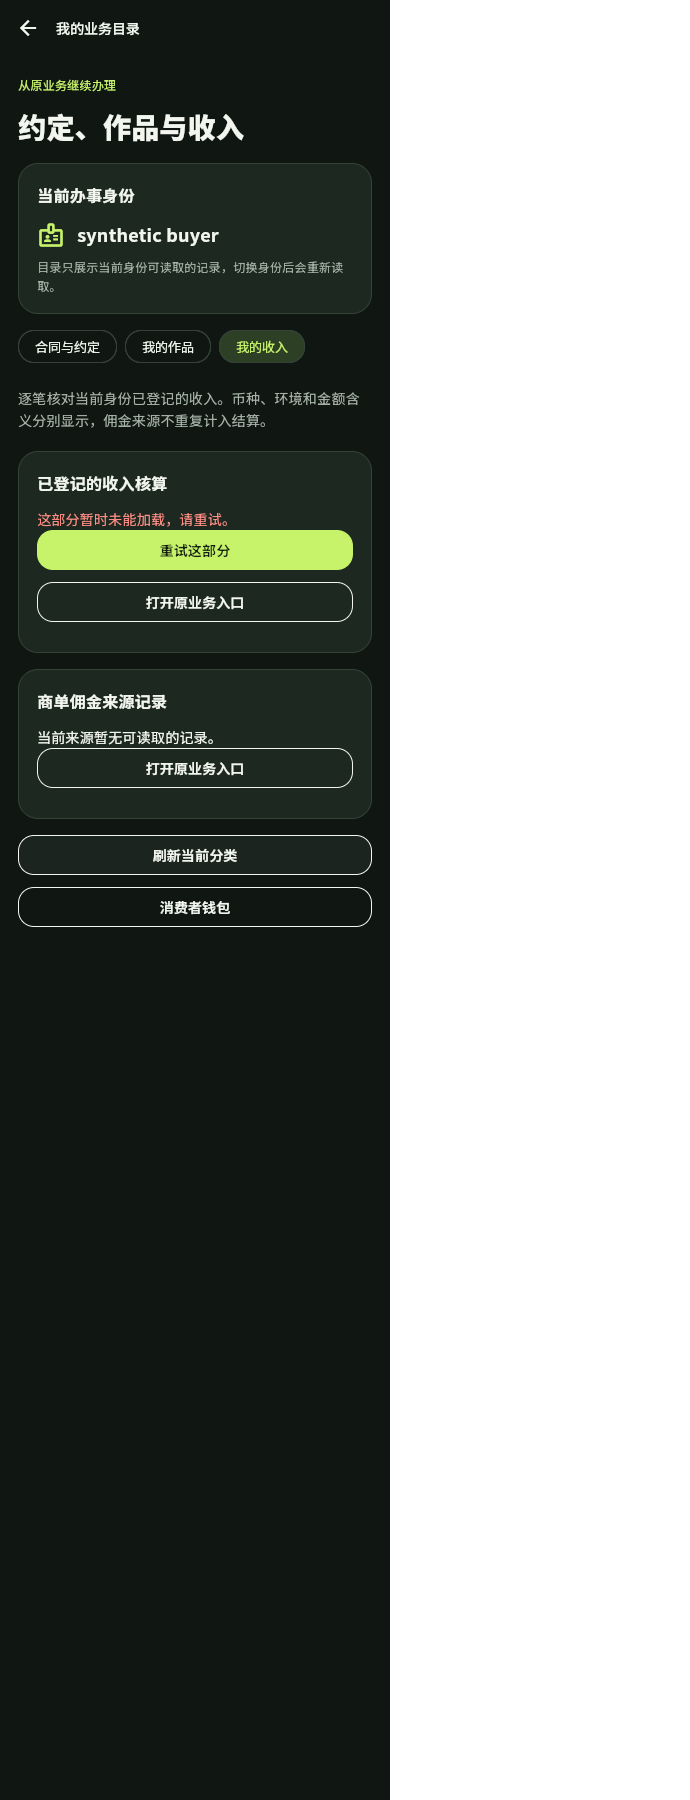 我的业务目录
从原业务继续办理
约定、作品与收入
当前办事身份
synthetic buyer
目录只展示当前身份可读取的记录，切换身份后会重新读
取。
合同与约定
我的作品
我的收入
逐笔核对当前身份已登记的收入。币种、环境和金额含
义分别显示，佣金来源不重复计入结算。
已登记的收入核算
这部分暂时未能加载，请重试。
重试这部分
打开原业务入口
商单佣金来源记录
当前来源暂无可读取的记录。
打开原业务入口
刷新当前分类
消费者钱包